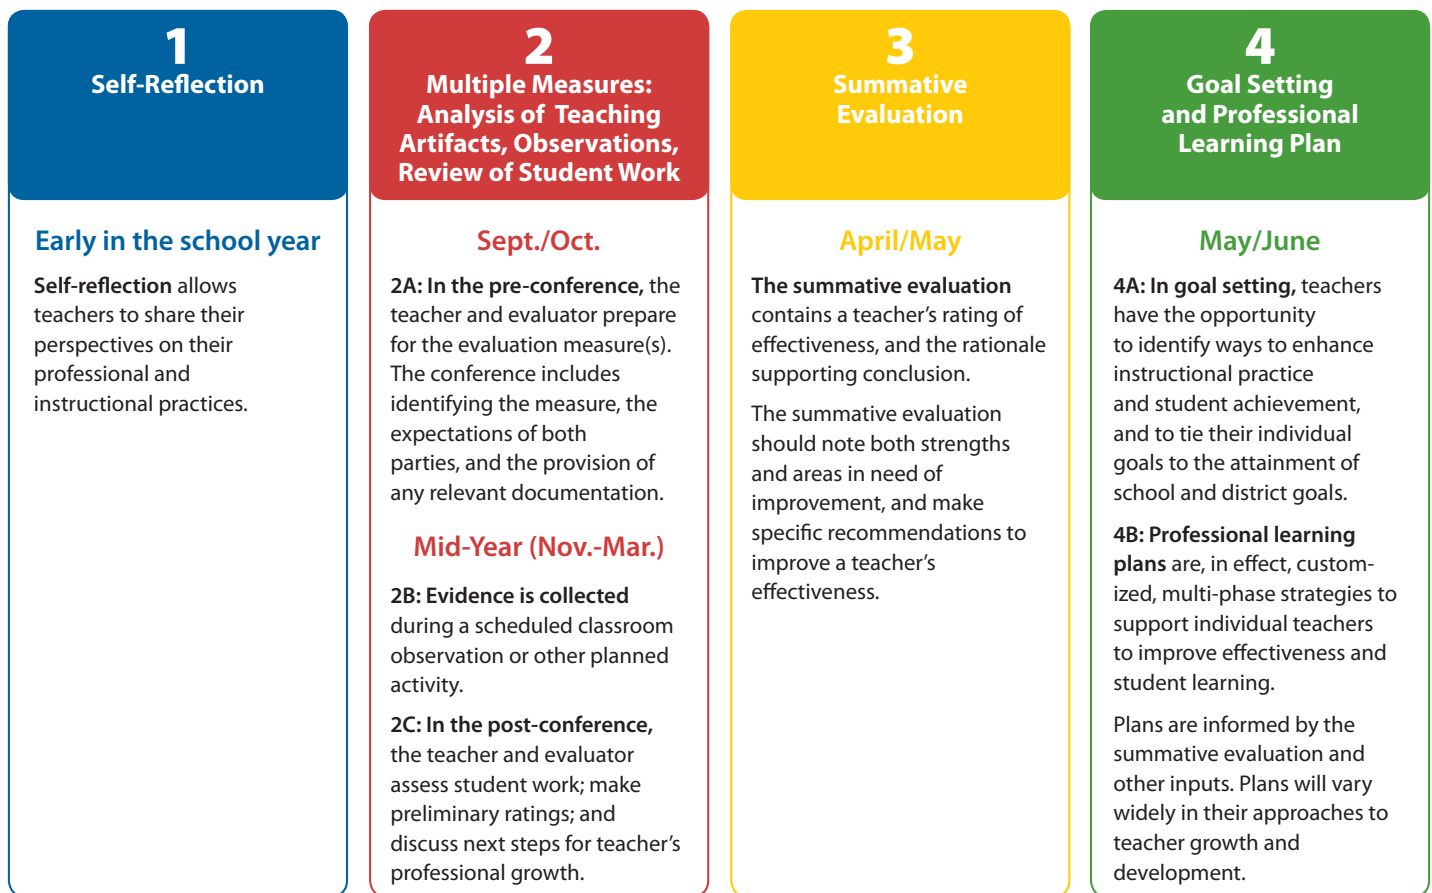 1
Self-Reflection
Early in the school year
Self-reflection allows
teachers to share their
perspectives on their
professional and
instructional practices.
2
Multiple Measures:
Analysis of Teaching
Artifacts, Observations,
Review of Student Work
Sept./Oct.
2A: In the pre-conference, the
teacher and evaluator prepare
for the evaluation measure(s).
The conference includes
identifying the measure, the
expectations of both
parties, and the provision of
any relevant documentation.
Mid-Year (Nov.-Mar.)
2B: Evidence is collected
during a scheduled classroom
observation or other planned
activity.
2C: In the post-conference,
the teacher and evaluator
assess student work; make
preliminary ratings; and
discuss next steps for teacher’s
professional growth.
3
Summative
Evaluation
April/May
The summative evaluation
contains a teacher’s rating of
effectiveness, and the rationale
supporting conclusion.
The summative evaluation
should note both strengths
and areas in need of
improvement, and make
specific recommendations to
improve a teacher’s
effectiveness.
4
Goal Setting
and Professional
Learning Plan
May/June
4A: In goal setting, teachers
have the opportunity
to identify ways to enhance
instructional practice
and student achievement,
and to tie their individual
goals to the attainment of
school and district goals.
4B: Professional learning
plans are, in effect, custom-
ized, multi-phase strategies to
support individual teachers
to improve effectiveness and
student learning.
Plans are informed by the
summative evaluation and
other inputs. Plans will vary
widely in their approaches to
teacher growth and
development.